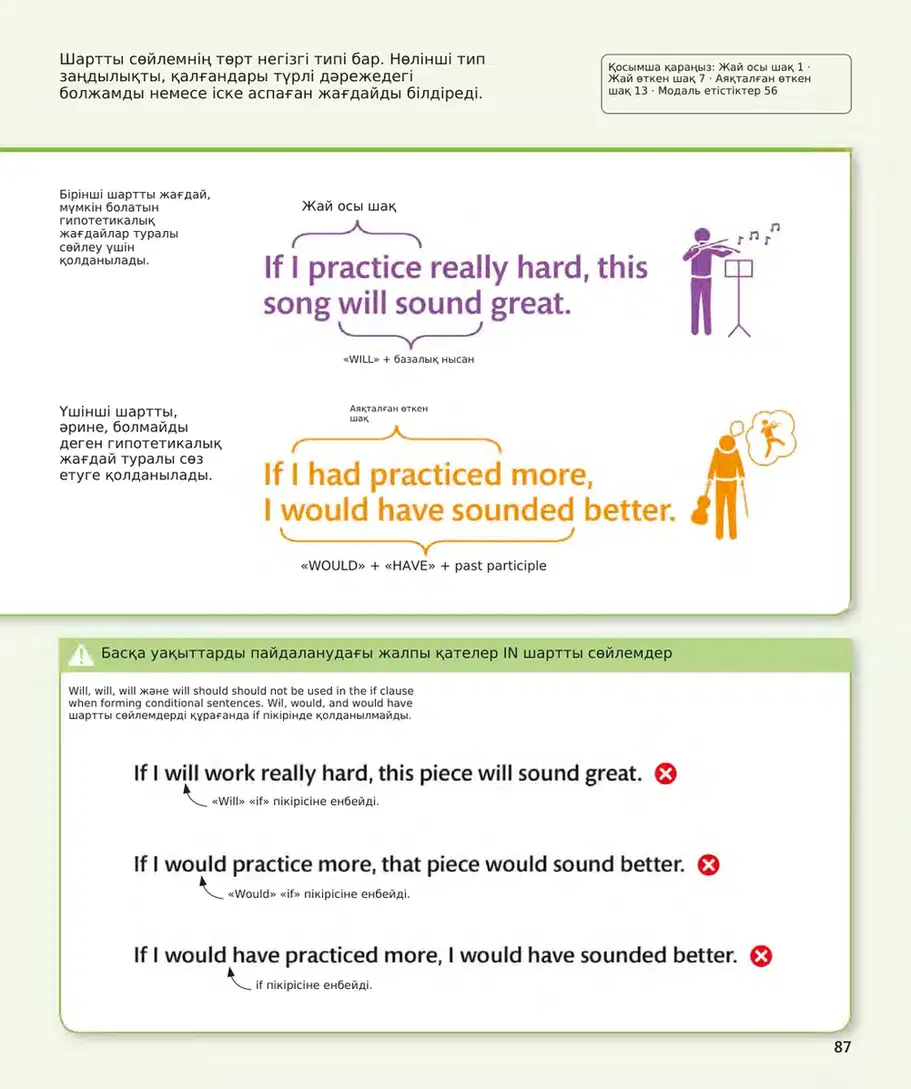 Шартты сөйлемнің төрт негізгі типі бар. Нөлінші тип
заңдылықты, қалғандары түрлі дәрежедегі
болжамды немесе іске аспаған жағдайды білдіреді.
Қосымша қараңыз: Жай осы шақ 1 ·
Жай өткен шақ 7 · Аяқталған өткен
шақ 13 · Модаль етістіктер 56
Бірінші шартты жағдай,
мүмкін болатын
гипотетикалық
жағдайлар туралы
сөйлеу үшін
қолданылады.
Жай осы шақ
If I practice really hard, this
song will sound great.
«WILL» + базалық нысан
Үшінші шартты,
әрине, болмайды
деген гипотетикалық
жағдай туралы сөз
етуге қолданылады.
Аяқталған өткен
шақ
If I had practiced more,
I would have sounded better.
«WOULD» + «HAVE» + past participle
Басқа уақыттарды пайдаланудағы жалпы қателер IN шартты сөйлемдер
Will, will, will және will should should not be used in the if clause
when forming conditional sentences. Wil, would, and would have
шартты сөйлемдерді құрағанда if пікірінде қолданылмайды.
If I will work really hard, this piece will sound great.
«Will» «if» пікірісіне енбейді.
If I would practice more, that piece would sound better.
«Would» «if» пікірісіне енбейді.
If I would have practiced more, I would have sounded better.
if пікірісіне енбейді.
87